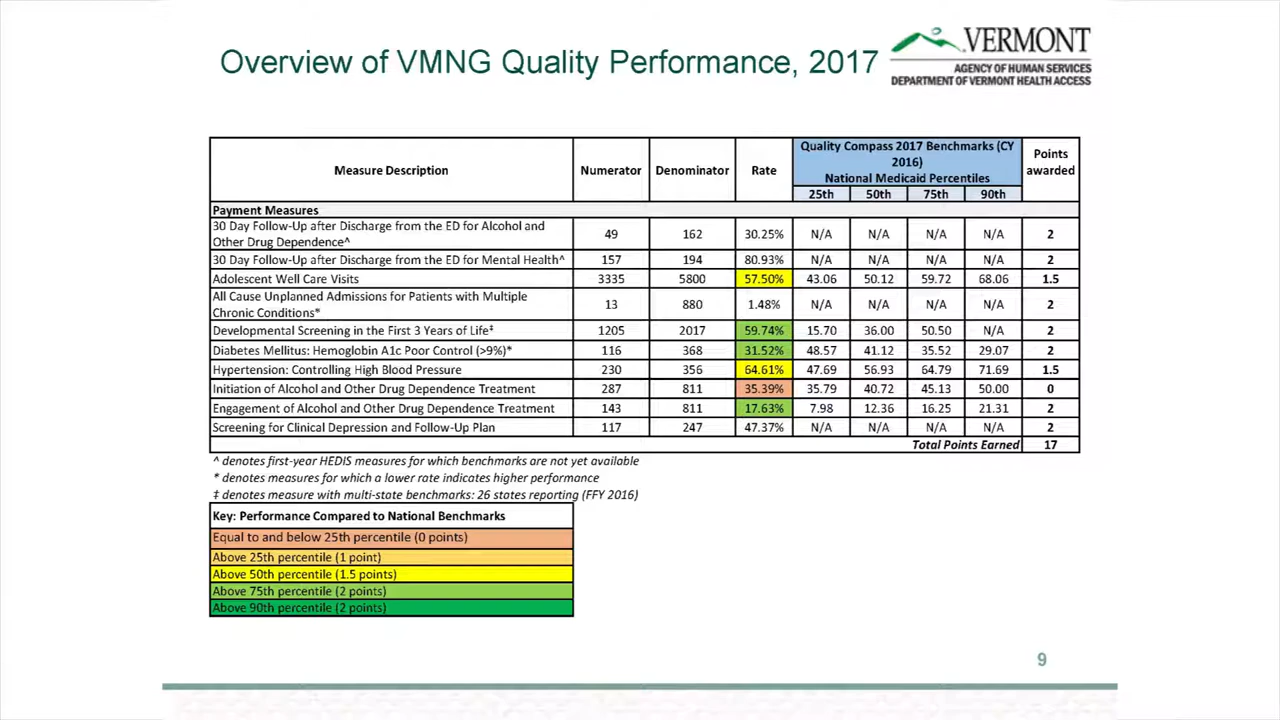 Overview of VMNG Quality Performance, 2017
VERMONT
AGENCY OF HUMAN SERVICES
DEPARTMENT OF VERMONT HEALTH ACCESS
Measure Description Numerator Denominator Rate Quality Compass 2017 Benchmarks (CY 2016) National Medicaid Percentiles Points awarded
25th 50th 75th 90th
Payment Measures
30 Day Follow-Up after Discharge from the ED for Alcohol and
Other Drug Dependence^ 49 162 30.25% N/A N/A N/A N/A 2
30 Day Follow-Up after Discharge from the ED for Mental Health^ 157 194 80.93% N/A N/A N/A N/A 2
Adolescent Well Care Visits 3335 5800 57.50% 43.06 50.12 59.72 68.06 1.5
All Cause Unplanned Admissions for Patients with Multiple
Chronic Conditions* 13 880 1.48% N/A N/A N/A N/A 2
Developmental Screening in the First 3 Years of Life‡ 1205 2017 59.74% 15.70 36.00 50.50 N/A 2
Diabetes Mellitus: Hemoglobin A1c Poor Control (>9%)* 116 368 31.52% 48.57 41.12 35.52 29.07 2
Hypertension: Controlling High Blood Pressure 230 356 64.61% 47.69 56.93 64.79 71.69 1.5
Initiation of Alcohol and Other Drug Dependence Treatment 287 811 35.39% 35.79 40.72 45.13 50.00 0
Engagement of Alcohol and Other Drug Dependence Treatment 143 811 17.63% 7.98 12.36 16.25 21.31 2
Screening for Clinical Depression and Follow-Up Plan 117 247 47.37% N/A N/A N/A N/A 2
Total Points Earned 17
^ denotes first-year HEDIS measures for which benchmarks are not yet available
* denotes measures for which a lower rate indicates higher performance
‡ denotes measure with multi-state benchmarks: 26 states reporting (FFY 2016)
Key: Performance Compared to National Benchmarks
Equal to and below 25th percentile (0 points)
Above 25th percentile (1 point)
Above 50th percentile (1.5 points)
Above 75th percentile (2 points)
Above 90th percentile (2 points)
9